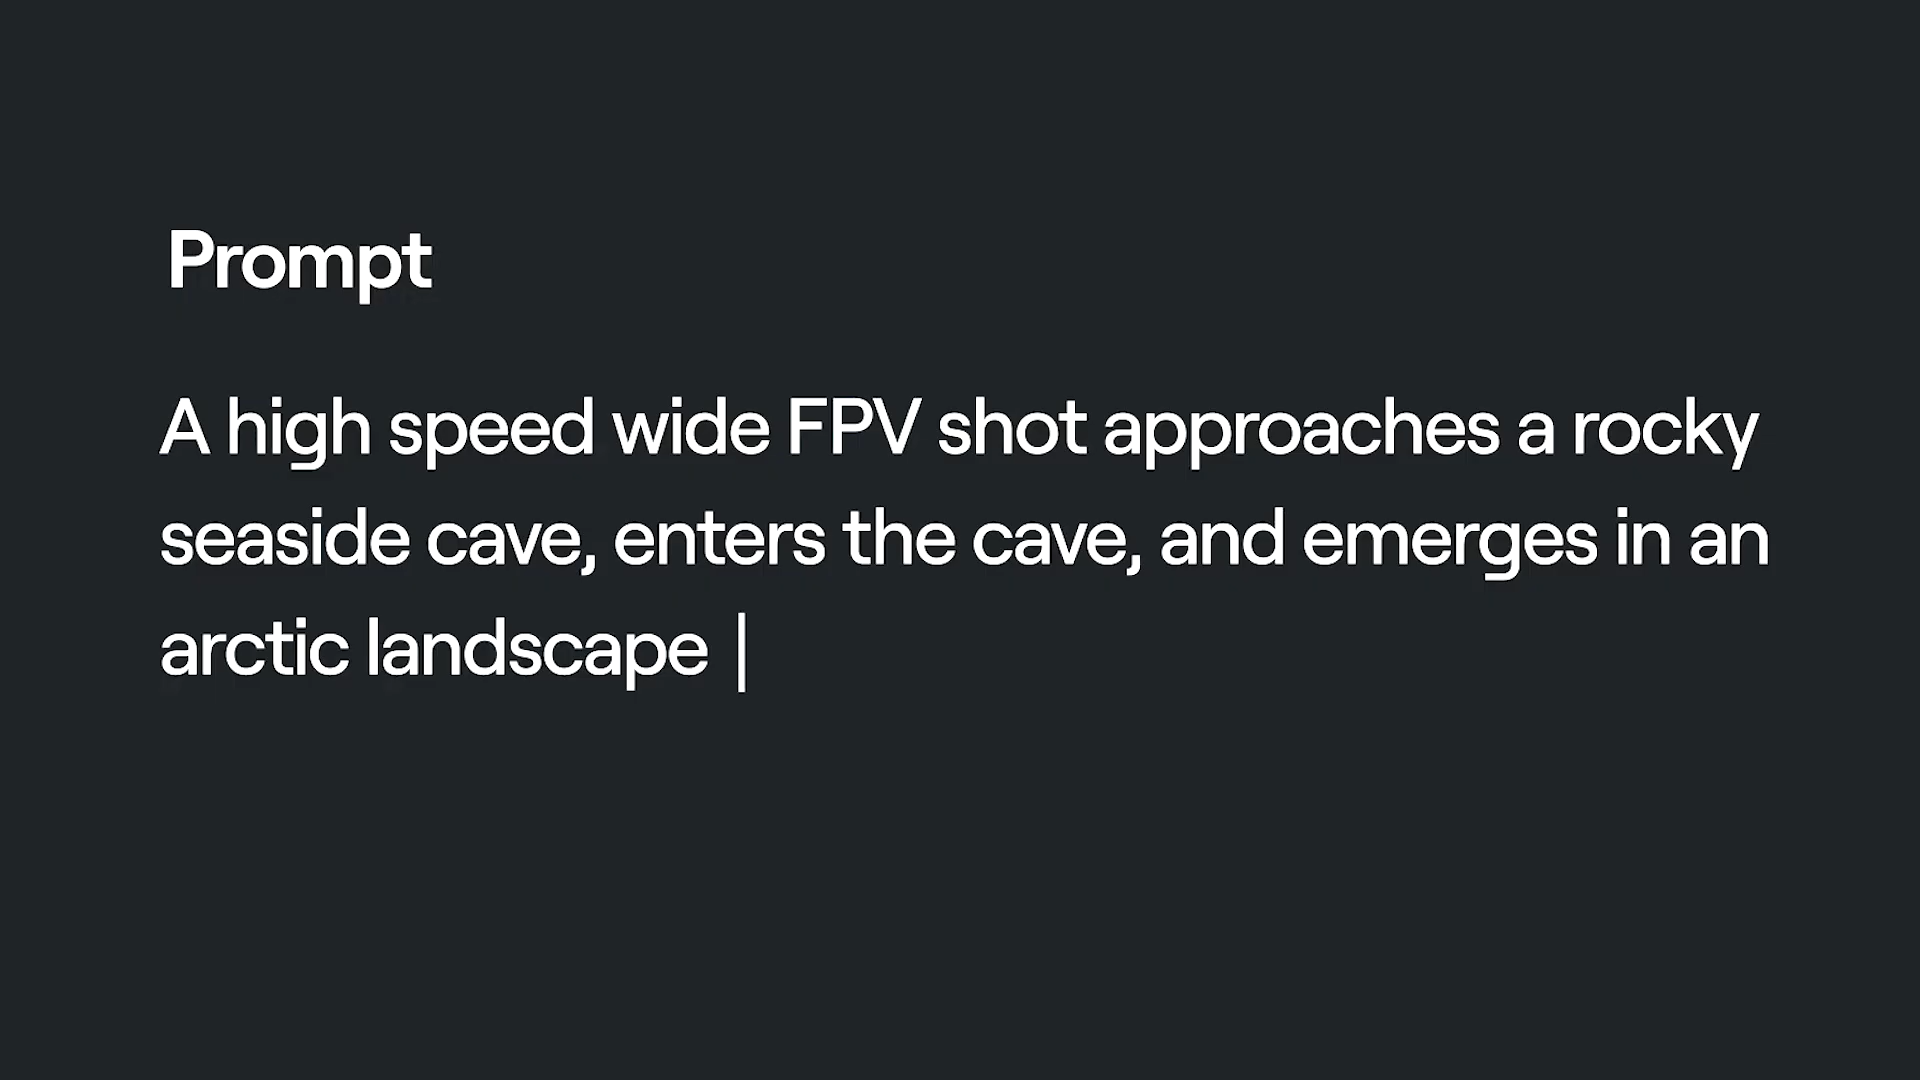 Prompt
A high speed wide FPV shot approaches a rocky
seaside cave, enters the cave, and emerges in an
arctic landscape |